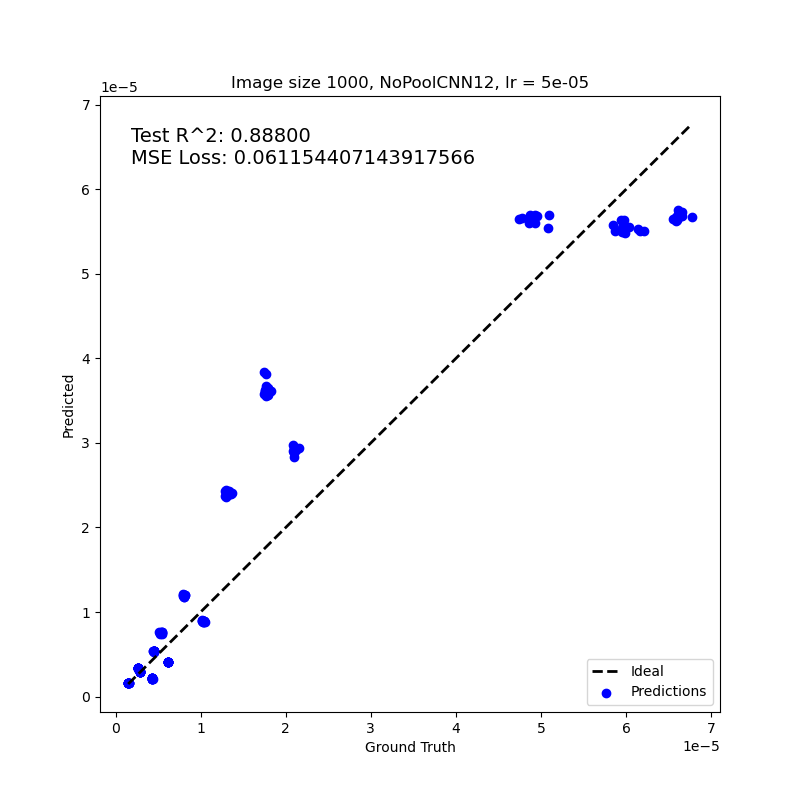 Image size 1000, NoPoolCNN12, lr = 5e-05
1e−5
Test R^2: 0.88800
MSE Loss: 0.061154407143917566
7
6
5
4
3
2
1
0
Predicted
Ideal
Predictions
0 1 2 3 4 5 6 7
Ground Truth
1e−5